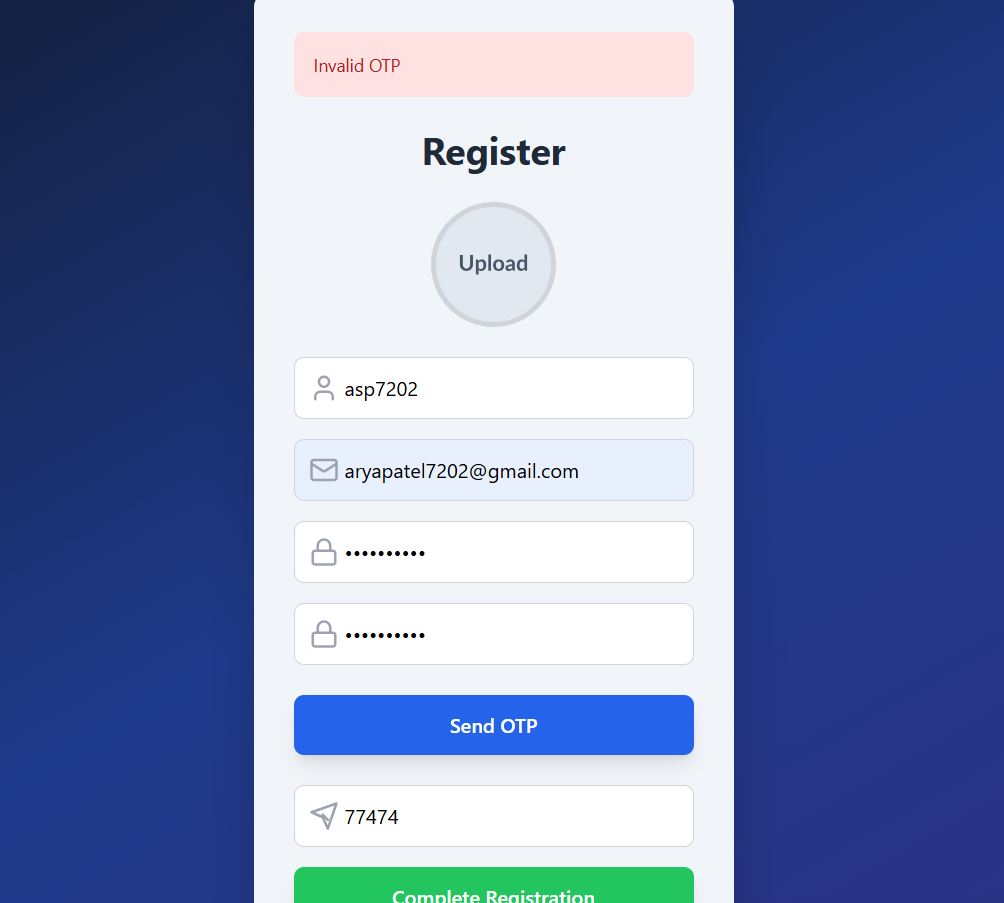 Invalid OTP
Register
Upload
asp7202
aryapatel7202@gmail.com
••••••••••
••••••••••
Send OTP
77474
Complete Registration